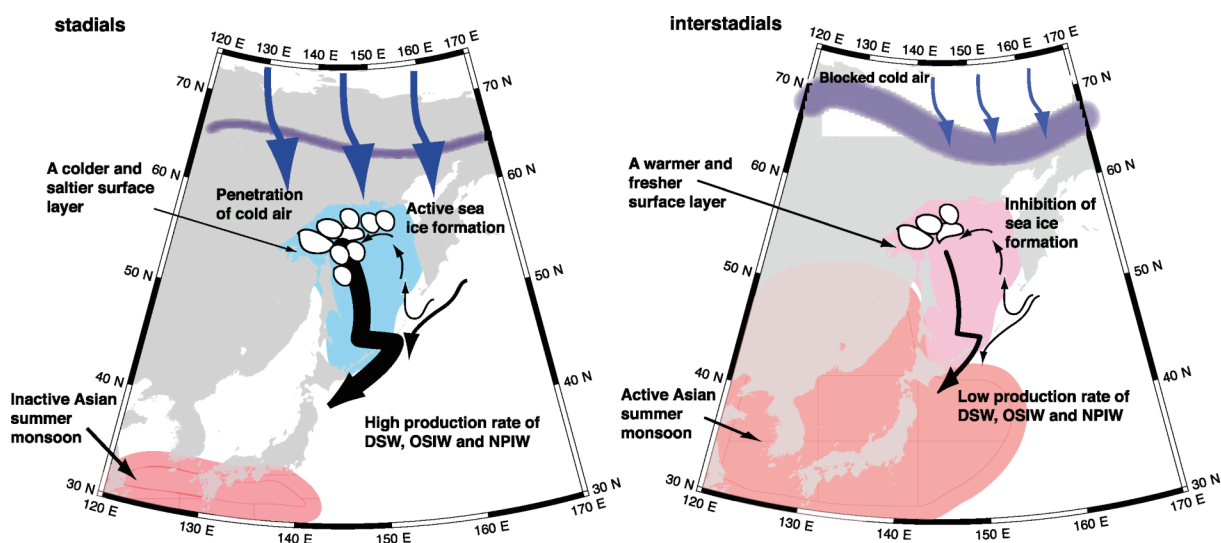 stadials
120 E
130 E
140 E
150 E
160 E
170 E
70 N
70 N
60 N
60 N
A colder and
saltier surface
layer
Penetration
of cold air
Active sea
ice formation
50 N
50 N
40 N
40 N
Inactive Asian
summer
monsoon
High production rate of
DSW, OSIW and NPIW
30 N
30 N
120 E
130 E
140 E
150 E
160 E
170 E
interstadials
120 E
130 E
140 E
150 E
160 E
170 E
Blocked cold air
70 N
70 N
60 N
60 N
A warmer and
fresher
surface layer
Inhibition of
sea ice
formation
50 N
50 N
40 N
40 N
Active Asian
summer
monsoon
Low production rate of
DSW, OSIW and NPIW
30 N
30 N
120 E
130 E
140 E
150 E
160 E
170 E